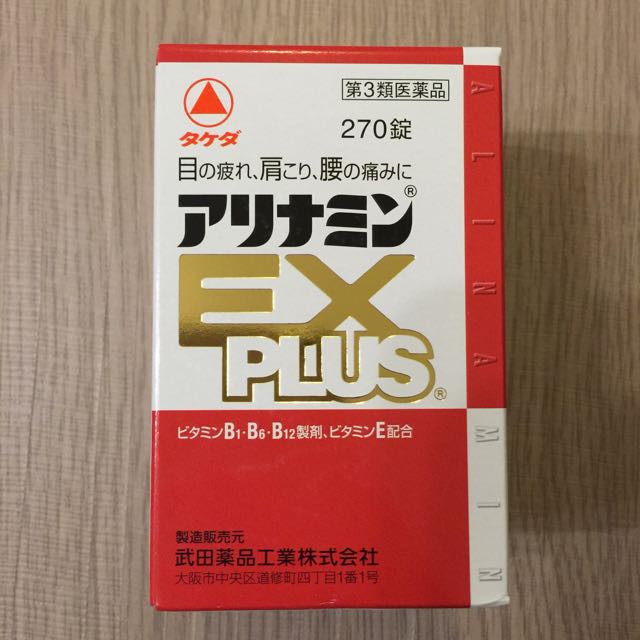 タケダ
第3類医薬品
270錠
目の疲れ、肩こり、腰の痛みに
アリナミン®
EX
PLUS®
ビタミンB1・B6・B12製剤、ビタミンE配合
製造販売元
武田薬品工業株式会社
大阪市中央区道修町四丁目1番1号
ALINAMIN